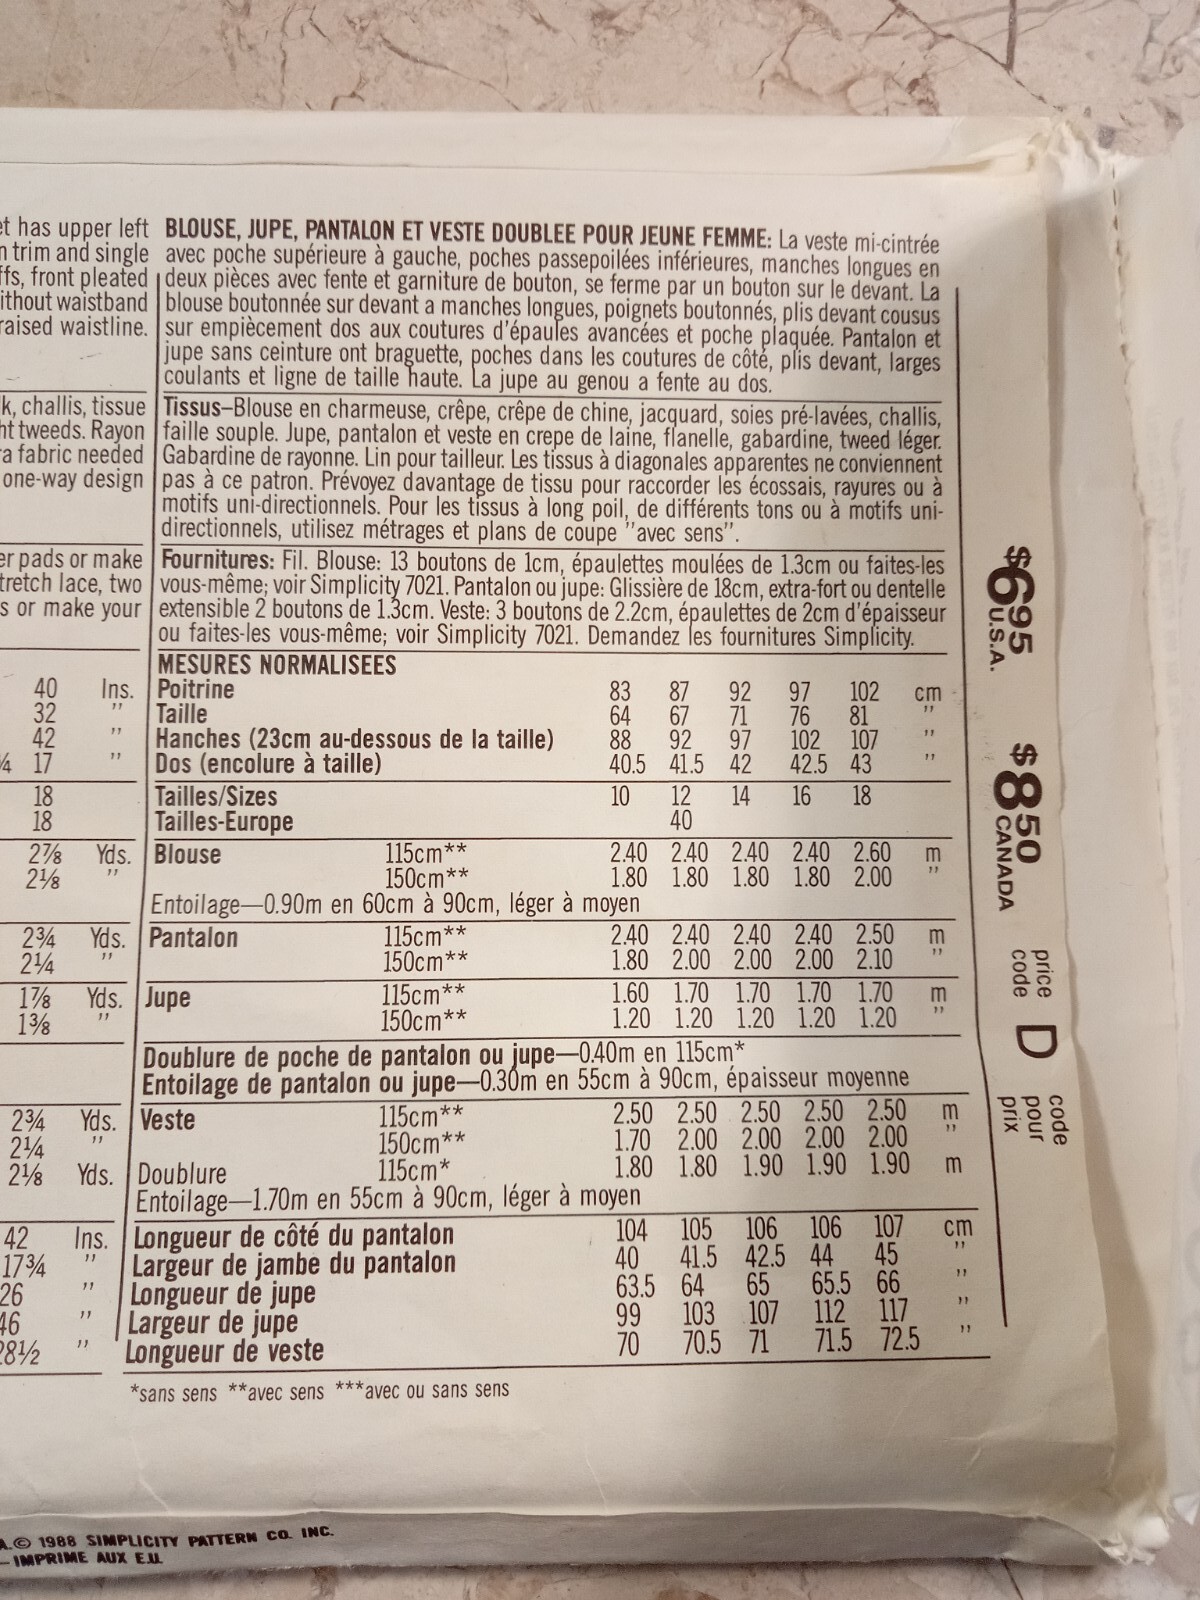 et has upper left
n trim and single
ffs, front pleated
ithout waistband
raised waistline.
k, challis, tissue
ht tweeds. Rayon
ra fabric needed
one-way design
er pads or make
tretch lace, two
s or make your
40 Ins.
32 "
42 "
¼ 17 "
18
18
2⅞ Yds.
2⅛ "
2¾ Yds.
2¼ "
1⅞ Yds.
1⅜ "
2¾ Yds.
2¼ "
2⅛ Yds.
42 Ins.
17¾ "
26 "
46 "
28½ "
BLOUSE, JUPE, PANTALON ET VESTE DOUBLEE POUR JEUNE FEMME: La veste mi-cintrée
avec poche supérieure à gauche, poches passepoilées inférieures, manches longues en
deux pièces avec fente et garniture de bouton, se ferme par un bouton sur le devant. La
blouse boutonnée sur devant a manches longues, poignets boutonnés, plis devant cousus
sur empiècement dos aux coutures d'épaules avancées et poche plaquée. Pantalon et
jupe sans ceinture ont braguette, poches dans les coutures de côté, plis devant, larges
coulants et ligne de taille haute. La jupe au genou a fente au dos.
Tissus–Blouse en charmeuse, crêpe, crêpe de chine, jacquard, soies pré-lavées, challis,
faille souple. Jupe, pantalon et veste en crepe de laine, flanelle, gabardine, tweed léger.
Gabardine de rayonne. Lin pour tailleur. Les tissus à diagonales apparentes ne conviennent
pas à ce patron. Prévoyez davantage de tissu pour raccorder les écossais, rayures ou à
motifs uni-directionnels. Pour les tissus à long poil, de différents tons ou à motifs uni-
directionnels, utilisez métrages et plans de coupe "avec sens".
Fournitures: Fil. Blouse: 13 boutons de 1cm, épaulettes moulées de 1.3cm ou faites-les
vous-même; voir Simplicity 7021. Pantalon ou jupe: Glissière de 18cm, extra-fort ou dentelle
extensible 2 boutons de 1.3cm. Veste: 3 boutons de 2.2cm, épaulettes de 2cm d'épaisseur
ou faites-les vous-même; voir Simplicity 7021. Demandez les fournitures Simplicity.
MESURES NORMALISEES
Poitrine 83 87 92 97 102 cm
Taille 64 67 71 76 81 "
Hanches (23cm au-dessous de la taille) 88 92 97 102 107 "
Dos (encolure à taille) 40.5 41.5 42 42.5 43 "
Tailles/Sizes 10 12 14 16 18
Tailles-Europe 40
Blouse 115cm** 2.40 2.40 2.40 2.40 2.60 m
150cm** 1.80 1.80 1.80 1.80 2.00 "
Entoilage—0.90m en 60cm à 90cm, léger à moyen
Pantalon 115cm** 2.40 2.40 2.40 2.40 2.50 m
150cm** 1.80 2.00 2.00 2.00 2.10 "
Jupe 115cm** 1.60 1.70 1.70 1.70 1.70 m
150cm** 1.20 1.20 1.20 1.20 1.20 "
Doublure de poche de pantalon ou jupe—0.40m en 115cm*
Entoilage de pantalon ou jupe—0.30m en 55cm à 90cm, épaisseur moyenne
Veste 115cm** 2.50 2.50 2.50 2.50 2.50 m
150cm** 1.70 2.00 2.00 2.00 2.00 "
Doublure 115cm* 1.80 1.80 1.90 1.90 1.90 m
Entoilage—1.70m en 55cm à 90cm, léger à moyen
Longueur de côté du pantalon 104 105 106 106 107 cm
Largeur de jambe du pantalon 40 41.5 42.5 44 45 "
Longueur de jupe 63.5 64 65 65.5 66 "
Largeur de jupe 99 103 107 112 117 "
Longueur de veste 70 70.5 71 71.5 72.5 "
*sans sens **avec sens ***avec ou sans sens
$6.95 U.S.A.
$8.50 CANADA
price code D code pour prix
A.© 1988 SIMPLICITY PATTERN CO. INC.
– IMPRIME AUX E.U.